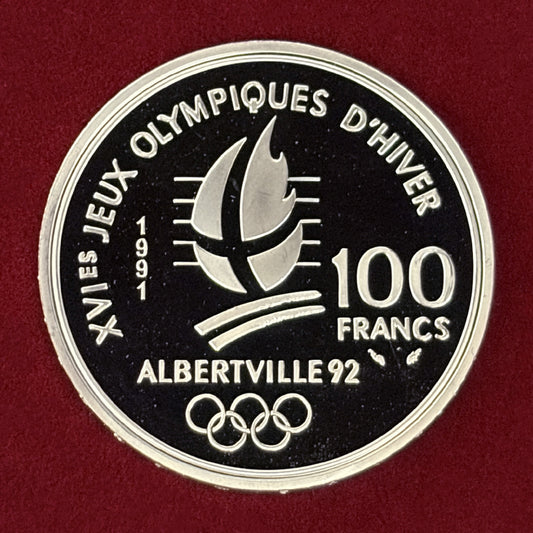 XVIES JEUX OLYMPIQUES D'HIVER
1991
100
FRANCS
ALBERTVILLE 92